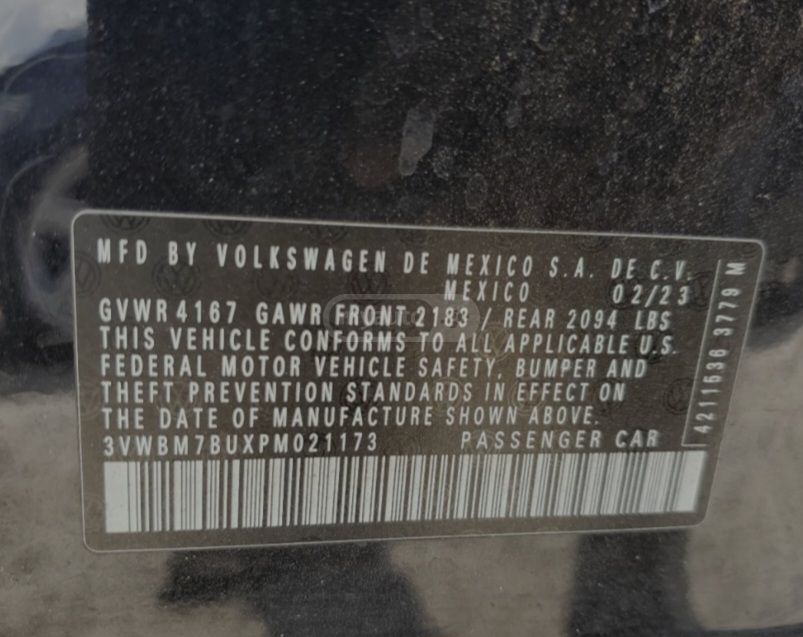 MFD BY VOLKSWAGEN DE MEXICO S.A. DE C.V.
MEXICO 02/23
GVWR 4167 GAWR FRONT 2183 / REAR 2094 LBS
THIS VEHICLE CONFORMS TO ALL APPLICABLE U.S.
FEDERAL MOTOR VEHICLE SAFETY, BUMPER AND
THEFT PREVENTION STANDARDS IN EFFECT ON
THE DATE OF MANUFACTURE SHOWN ABOVE.
3VWBM7BUXPM021173 PASSENGER CAR
4211536 3779 M